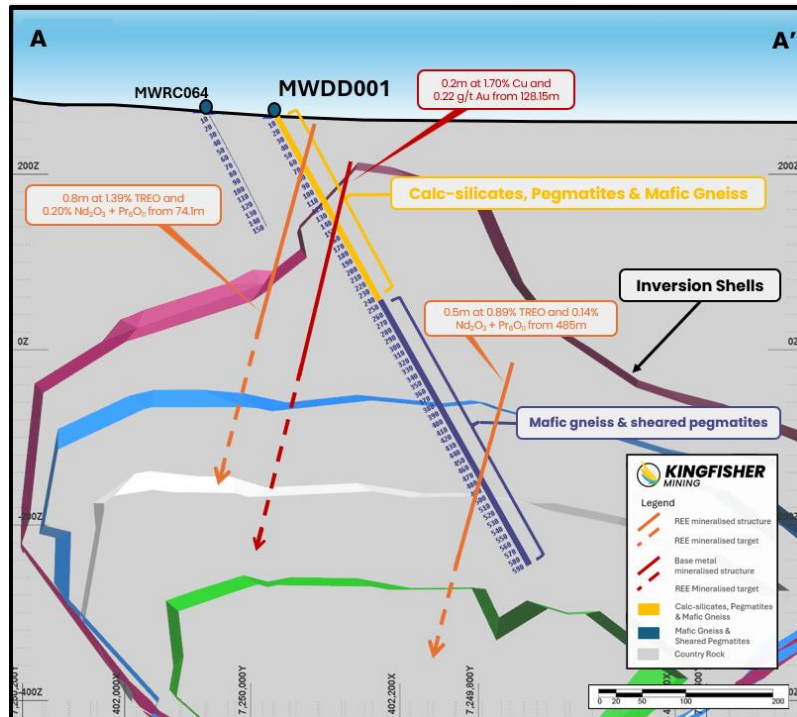 A
A’
MWRC064
MWDD001
0.2m at 1.70% Cu and
0.22 g/t Au from 128.15m
200Z
Calc-silicates, Pegmatites & Mafic Gneiss
0.8m at 1.39% TREO and
0.20% Nd₂O₃ + Pr₆O₁₁ from 74.1m
Inversion Shells
0.5m at 0.89% TREO and 0.14%
Nd₂O₃ + Pr₆O₁₁ from 485m
0Z
Mafic gneiss & sheared pegmatites
KINGFISHER
MINING
Legend
REE mineralised structure
REE mineralised target
Base metal
mineralised structure
REE Mineralised target
Calc-silicates, Pegmatites
& Mafic Gneiss
Mafic Gneiss &
Sheared Pegmatites
Country Rock
-200Z
-400Z
402,000X
7,250,000Y
402,200X
7,249,800Y
0 20 50 100 200